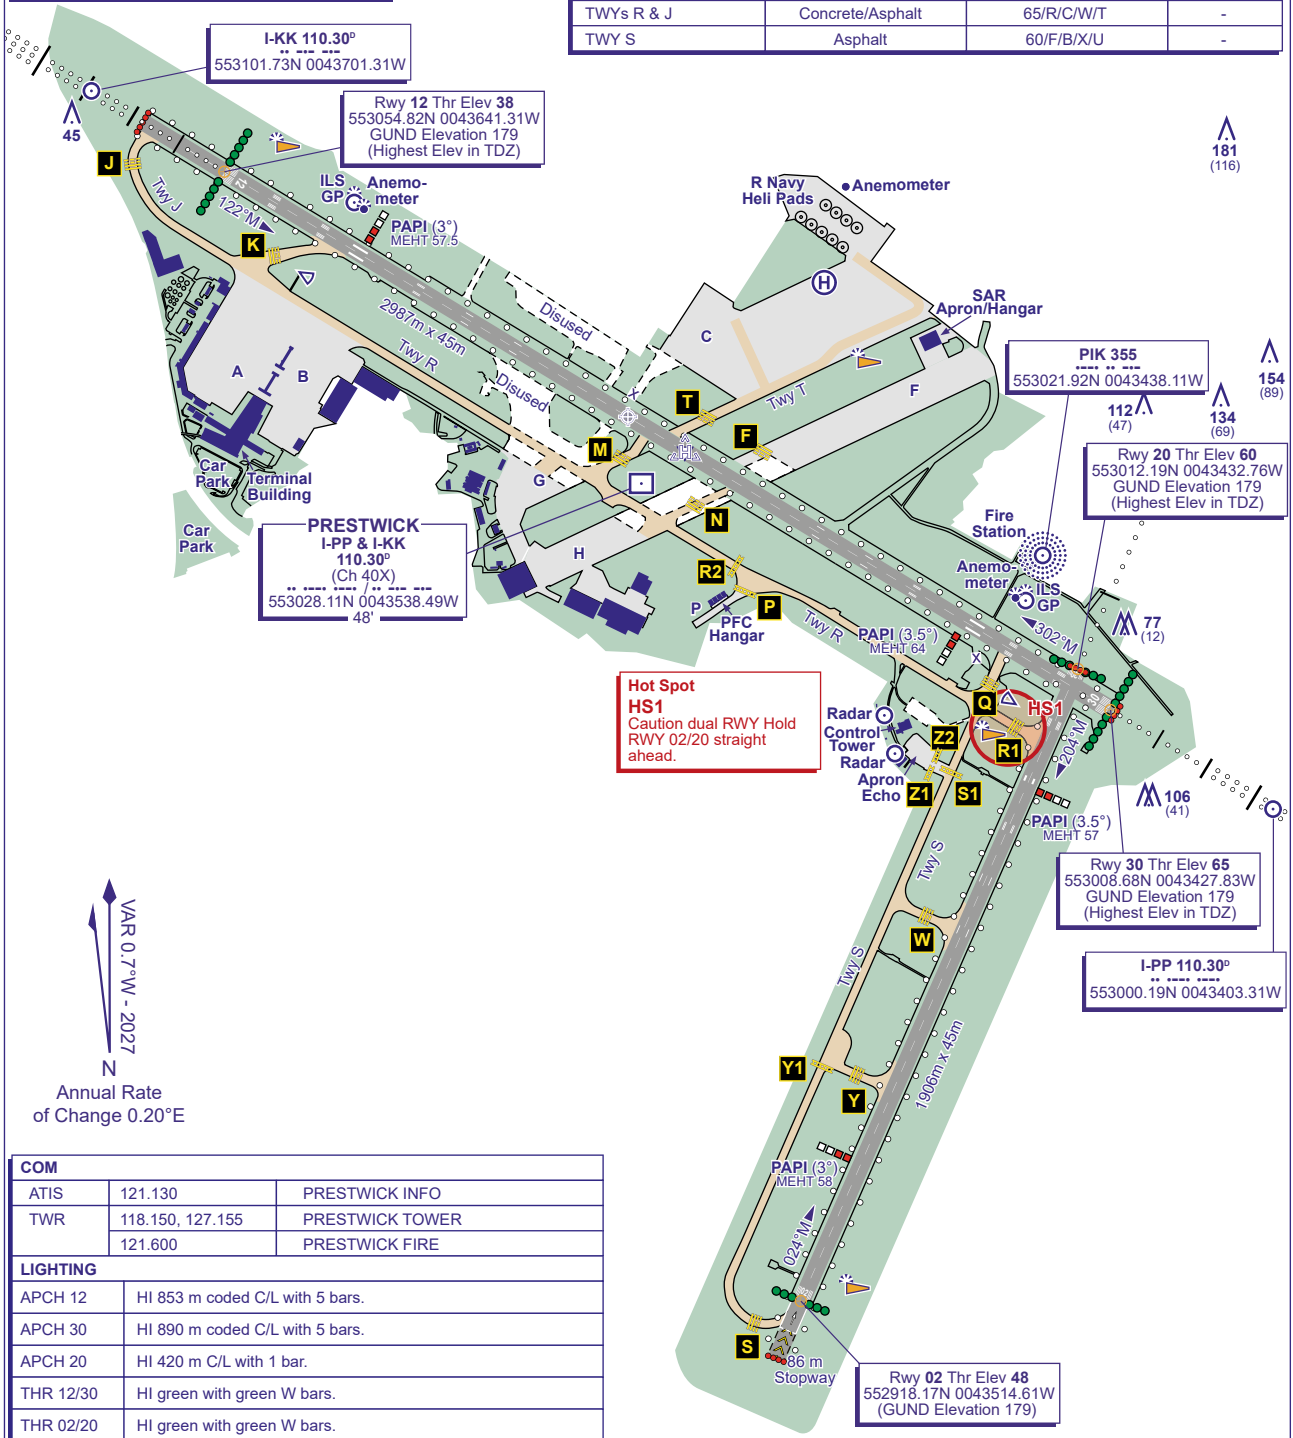 TWYs R & J Concrete/Asphalt 65/R/C/W/T -
TWY S Asphalt 60/F/B/X/U -
I-KK 110.30ᴰ
553101.73N 0043701.31W
45
Rwy 12 Thr Elev 38
553054.82N 0043641.31W
GUND Elevation 179
(Highest Elev in TDZ)
181
(116)
J
Twy J
12
122°M
K
ILS
GP
Anemo-
meter
PAPI (3°)
MEHT 57.5
R Navy
Heli Pads
Anemometer
H
SAR
Apron/Hangar
2987m x 45m
Twy R
Disused
Disused
C
A
B
F
X
T
Twy T
F
H
M
G
N
H
PIK 355
553021.92N 0043438.11W
154
(89)
112
(47)
134
(69)
Rwy 20 Thr Elev 60
553012.19N 0043432.76W
GUND Elevation 179
(Highest Elev in TDZ)
Car
Park
Terminal
Building
Car
Park
PRESTWICK
I-PP & I-KK
110.30ᴰ
(Ch 40X)
553028.11N 0043538.49W
48'
Fire
Station
Anemo-
meter
ILS
GP
R2
P
P
PFC
Hangar
Twy R
PAPI (3.5°)
MEHT 64
302°M
X
77
(12)
Hot Spot
HS1
Caution dual RWY Hold
RWY 02/20 straight
ahead.
Q
HS1
R1
30
204°M
Radar
Control
Tower
Radar
Apron
Echo
Z2
Z1
S1
106
(41)
PAPI (3.5°)
MEHT 57
Rwy 30 Thr Elev 65
553008.68N 0043427.83W
GUND Elevation 179
(Highest Elev in TDZ)
Twy S
W
I-PP 110.30ᴰ
553000.19N 0043403.31W
Twy S
VAR 0.7°W - 2027
N
Annual Rate
of Change 0.20°E
1906m x 45m
Y1
Y
PAPI (3°)
MEHT 58
024°M
S
86 m
Stopway
Rwy 02 Thr Elev 48
552918.17N 0043514.61W
(GUND Elevation 179)
COM
ATIS 121.130 PRESTWICK INFO
TWR 118.150, 127.155 PRESTWICK TOWER
121.600 PRESTWICK FIRE
LIGHTING
APCH 12 HI 853 m coded C/L with 5 bars.
APCH 30 HI 890 m coded C/L with 5 bars.
APCH 20 HI 420 m C/L with 1 bar.
THR 12/30 HI green with green W bars.
THR 02/20 HI green with green W bars.